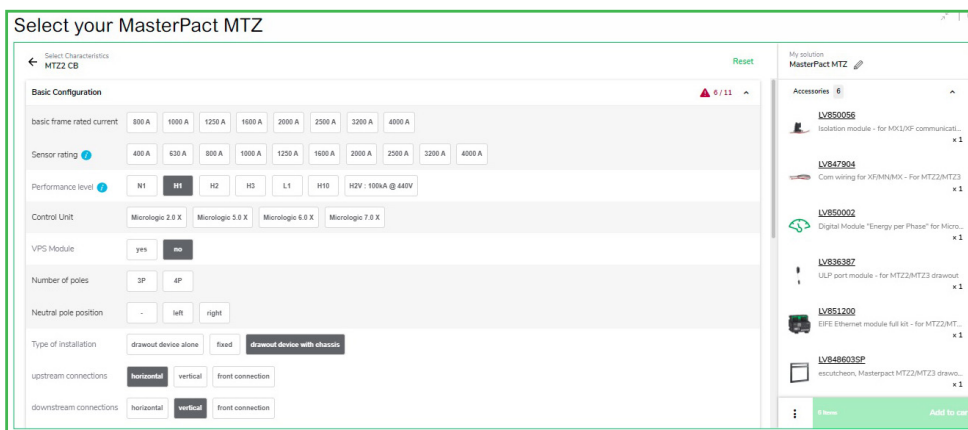 Select your MasterPact MTZ
Select Characteristics
MTZ2 CB
Reset
Basic Configuration
6 / 11
basic frame rated current 800 A 1000 A 1250 A 1600 A 2000 A 2500 A 3200 A 4000 A
Sensor rating i 400 A 630 A 800 A 1000 A 1250 A 1600 A 2000 A 2500 A 3200 A 4000 A
Performance level i N1 H1 H2 H3 L1 H10 H2V : 100kA @ 440V
Control Unit Micrologic 2.0 X Micrologic 5.0 X Micrologic 6.0 X Micrologic 7.0 X
VPS Module yes no
Number of poles 3P 4P
Neutral pole position - left right
Type of installation drawout device alone fixed drawout device with chassis
upstream connections horizontal vertical front connection
downstream connections horizontal vertical front connection
My solution
MasterPact MTZ
Accessories 6
LV850056
Isolation module - for MX1/XF communicati...
x 1
LV847904
Com wiring for XF/MN/MX - For MTZ2/MTZ3
x 1
LV850002
Digital Module "Energy per Phase" for Micro...
x 1
LV836387
ULP port module - for MTZ2/MTZ3 drawout
x 1
LV851200
EIFE Ethernet module full kit - for MTZ2/MT...
x 1
LV848603SP
escutcheon, Masterpact MTZ2/MTZ3 drawo...
x 1
Add to car